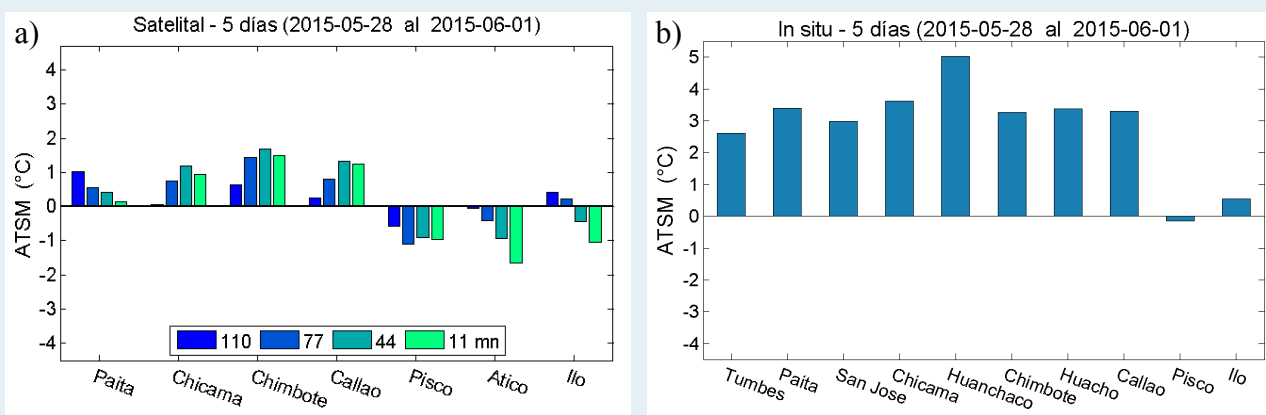 a)
Satelital - 5 días (2015-05-28 al 2015-06-01)
ATSM (°C)
4
3
2
1
0
-1
-2
-3
-4
110 77 44 11 mn
Paita Chicama Chimbote Callao Pisco Atico Ilo
b)
In situ - 5 días (2015-05-28 al 2015-06-01)
ATSM (°C)
5
4
3
2
1
0
-1
-2
-3
-4
Tumbes Paita San Jose Chicama Huanchaco Chimbote Huacho Callao Pisco Ilo